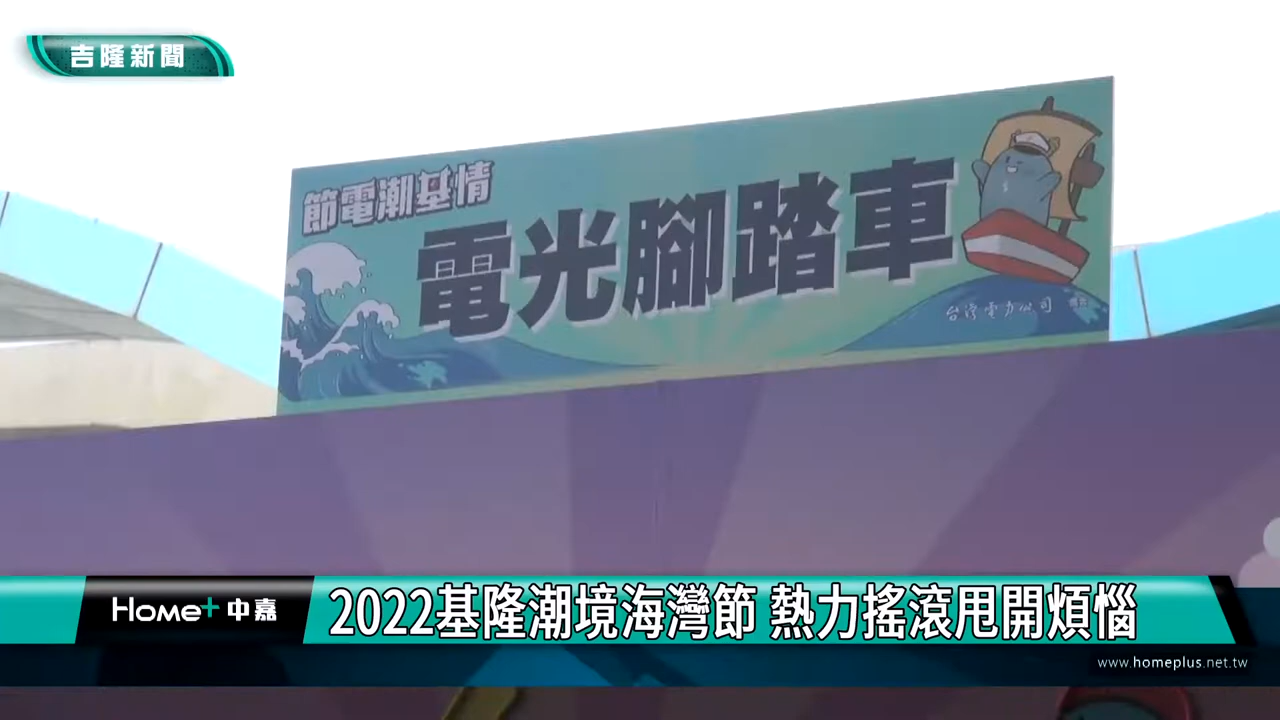 吉隆新聞
節電潮基情
電光腳踏車
台灣電力公司
Home+中嘉
2022基隆潮境海灣節 熱力搖滾甩開煩惱
www.homeplus.net.tw